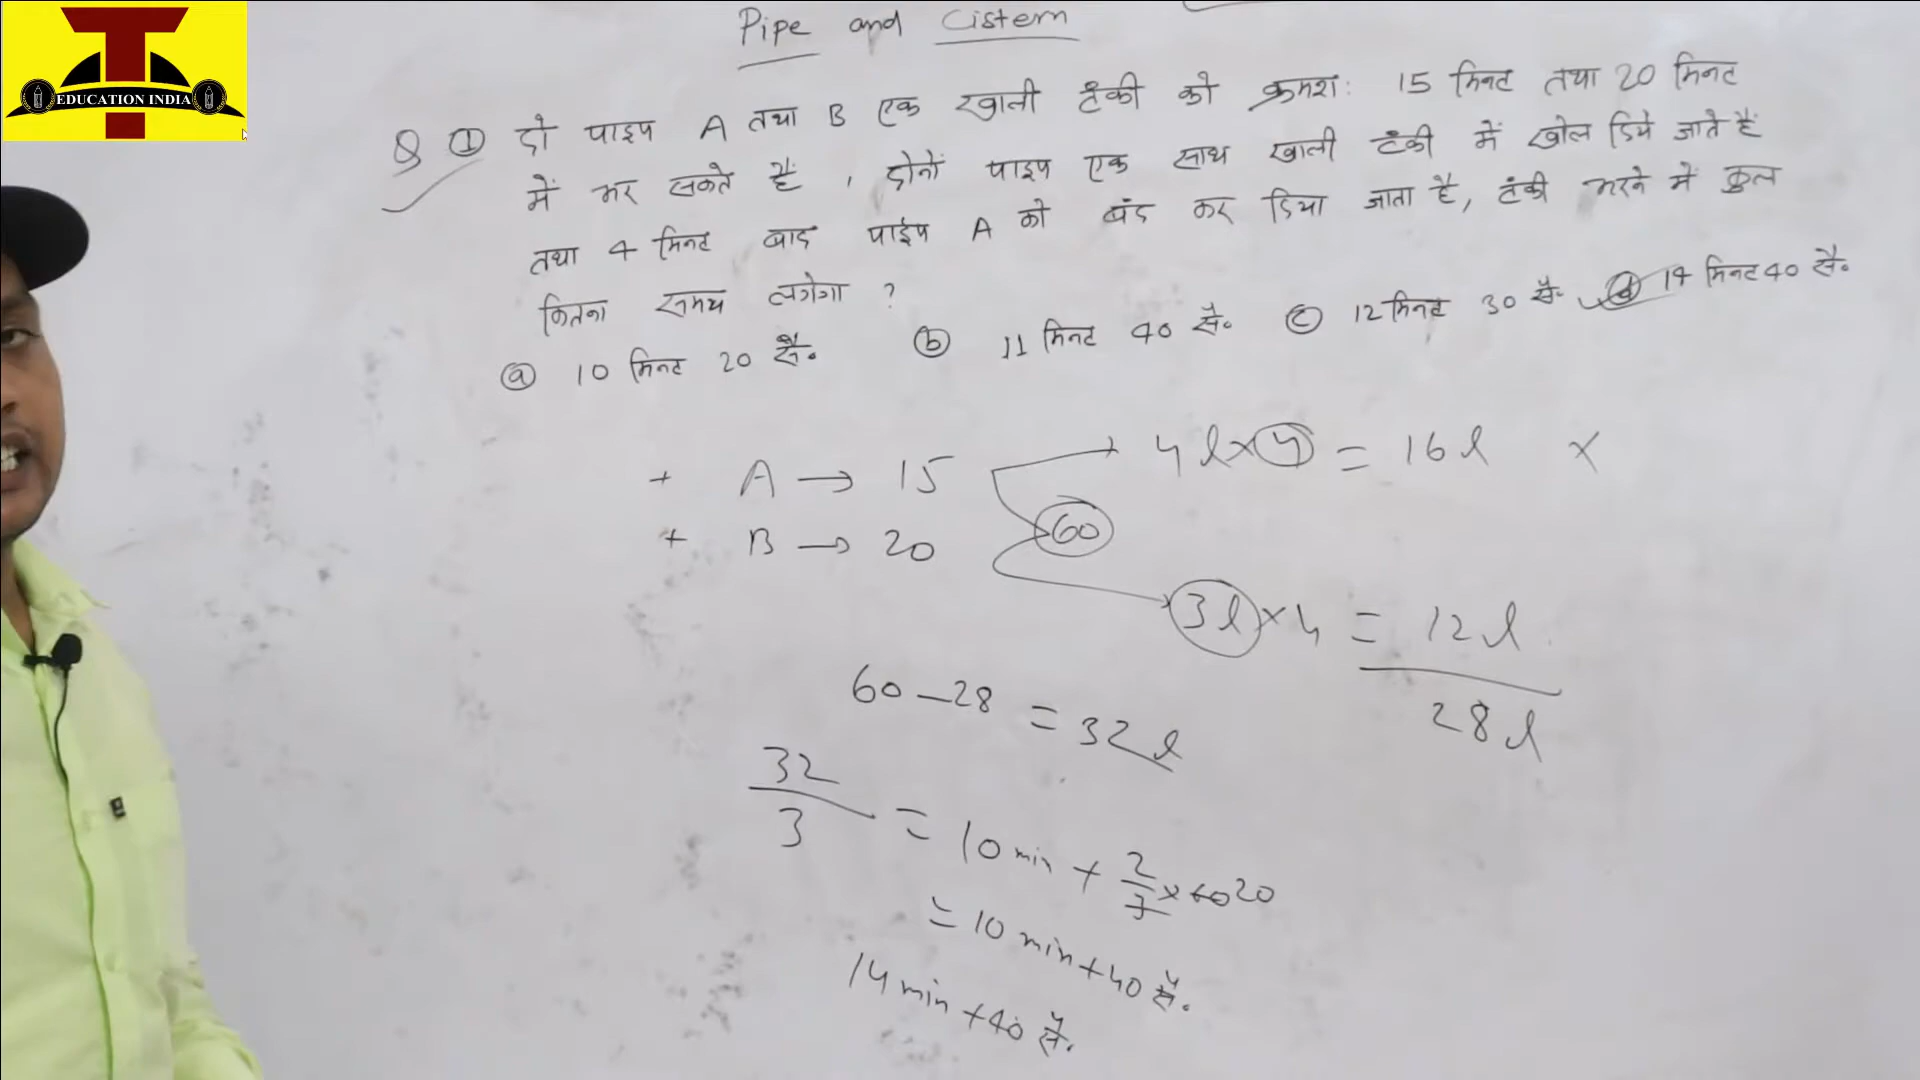 EDUCATION INDIA
Pipe and Cistern
Q ① दो पाइप A तथा B एक खाली टंकी को क्रमश: 15 मिनट तथा 20 मिनट
में भर सकते है , दोनों पाइप एक साथ खाली टंकी में खोल दिये जाते है
तथा 4 मिनट बाद पाईप A को बंद कर दिया जाता है, टंकी भरने में कुल
कितना समय लगेगा ?
ⓐ 10 मिनट 20 सै. ⓑ 11 मिनट 40 सै. ⓒ 12 मिनट 30 सै. ⓓ 14 मिनट 40 सै.
+ A → 15 4l×4 = 16l ×
60
+ B → 20
3l×4 = 12l
28l
60 – 28 = 32l
32/3 = 10 min + 2/3 × 60 20
= 10 min + 40 सै.
14 min + 40 सै.